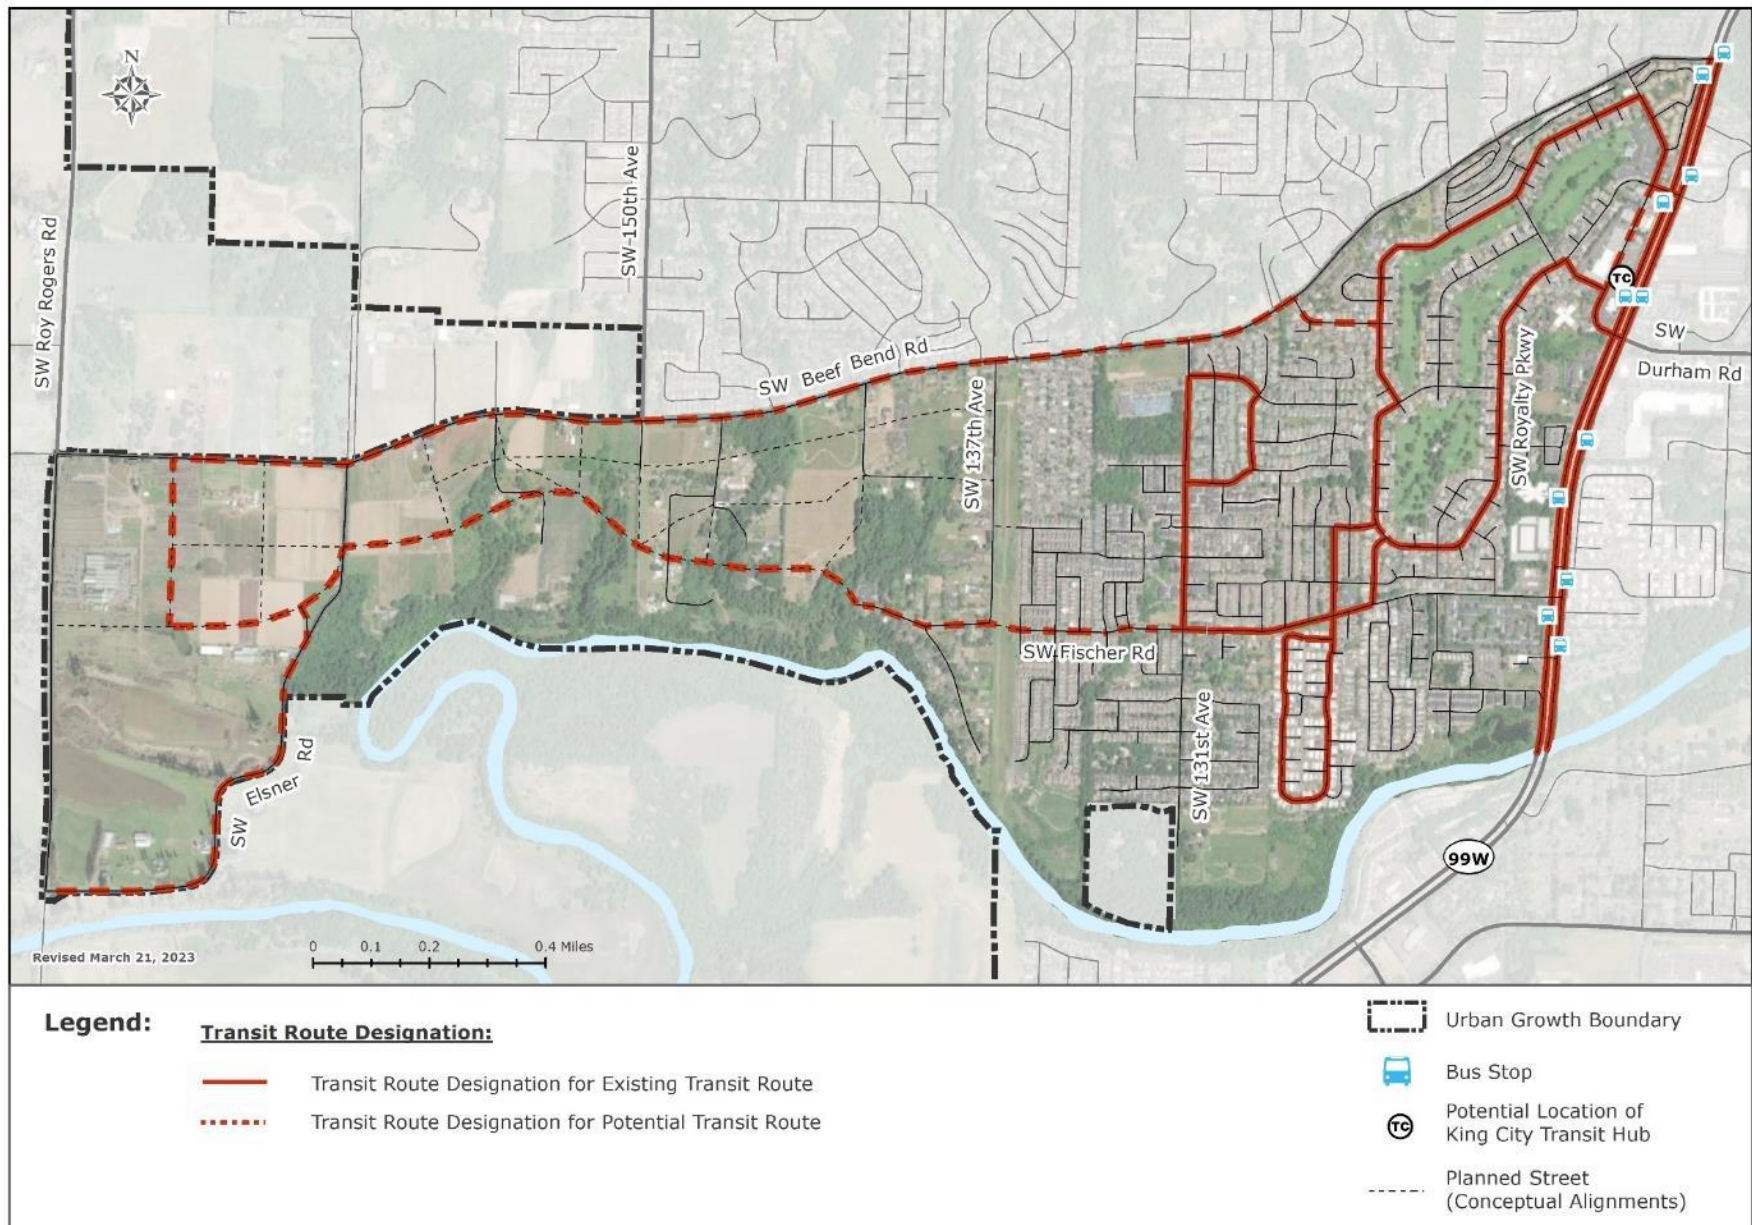 N
SW Roy Rogers Rd
SW 150th Ave
SW Beef Bend Rd
SW 137th Ave
SW Royalty Pkwy
TC
SW
Durham Rd
SW Fischer Rd
SW 131st Ave
SW Elsner Rd
99W
0 0.1 0.2 0.4 Miles
Revised March 21, 2023
Legend:
Transit Route Designation:
Transit Route Designation for Existing Transit Route
Transit Route Designation for Potential Transit Route
Urban Growth Boundary
Bus Stop
TC
Potential Location of
King City Transit Hub
Planned Street
(Conceptual Alignments)